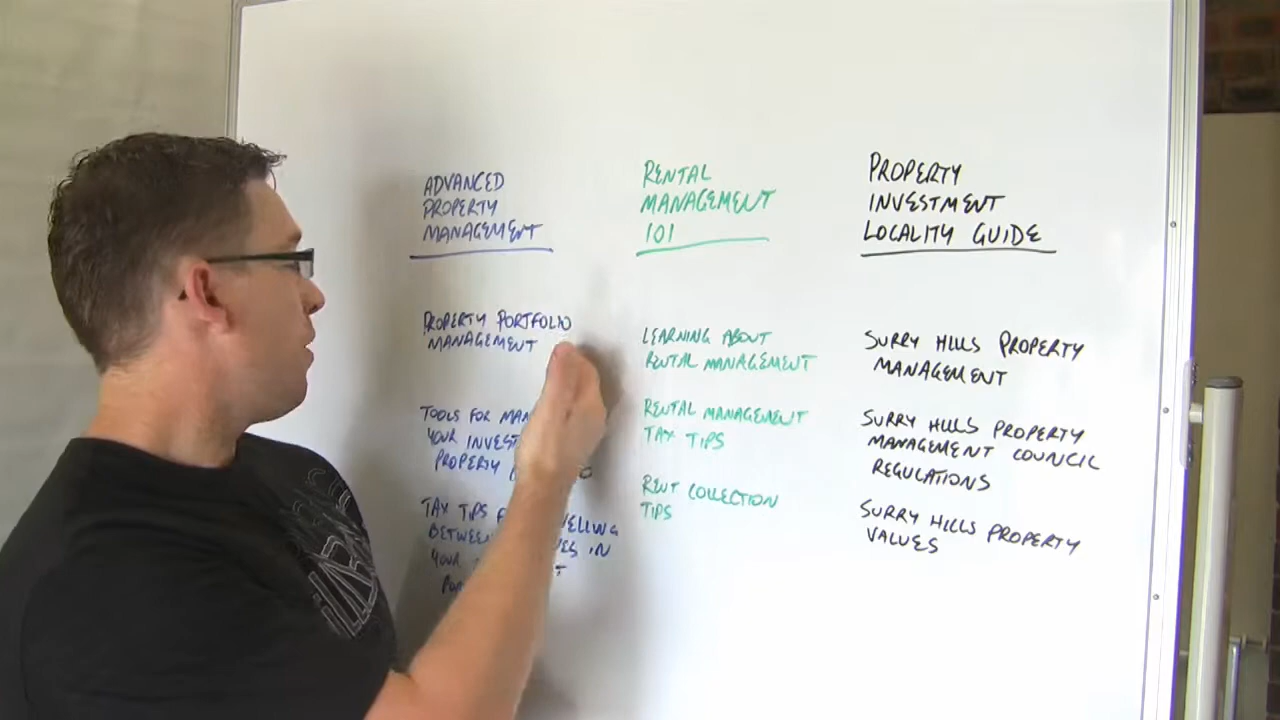 ADVANCED
PROPERTY
MANAGEMENT
PROPERTY PORTFOLIO
MANAGEMENT
TOOLS FOR
YOUR
PROPERTY
TAX TIPS
YOUR
RENTAL
MANAGEMENT
101
LEARNING ABOUT
RENTAL MANAGEMENT
RENTAL MANAGEMENT
TAX TIPS
RENT COLLECTION
TIPS
PROPERTY
INVESTMENT
LOCALITY GUIDE
SURRY HILLS PROPERTY
MANAGEMENT
SURRY HILLS PROPERTY
MANAGEMENT COUNCIL
REGULATIONS
SURRY HILLS PROPERTY
VALUES